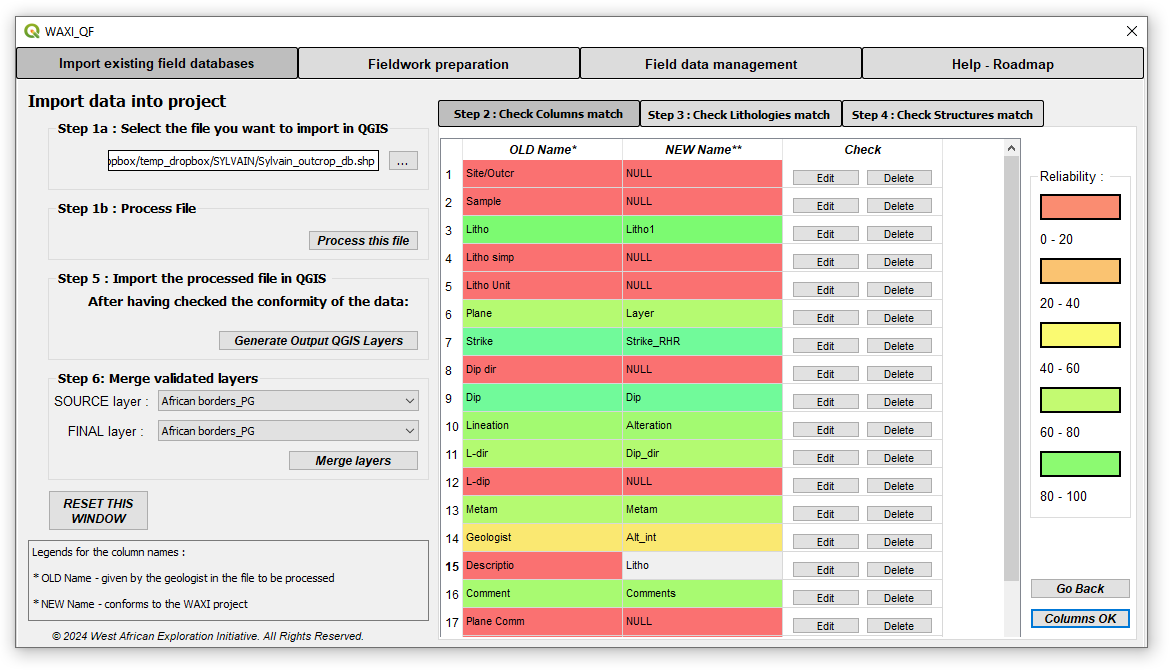 WAXI_QF
Import existing field databases
Fieldwork preparation
Field data management
Help - Roadmap
Import data into project
Step 1a : Select the file you want to import in QGIS
opbox/temp_dropbox/SYLVAIN/Sylvain_outcrop_db.shp
...
Step 1b : Process File
Process this file
Step 5 : Import the processed file in QGIS
After having checked the conformity of the data:
Generate Output QGIS Layers
Step 6: Merge validated layers
SOURCE layer : African borders_PG
FINAL layer : African borders_PG
Merge layers
RESET THIS
WINDOW
Legends for the column names :
* OLD Name - given by the geologist in the file to be processed
* NEW Name - conforms to the WAXI project
© 2024 West African Exploration Initiative. All Rights Reserved.
Step 2 : Check Columns match
Step 3 : Check Lithologies match
Step 4 : Check Structures match
OLD Name* NEW Name** Check
1 Site/Outcr NULL Edit Delete
2 Sample NULL Edit Delete
3 Litho Litho1 Edit Delete
4 Litho simp NULL Edit Delete
5 Litho Unit NULL Edit Delete
6 Plane Layer Edit Delete
7 Strike Strike_RHR Edit Delete
8 Dip dir NULL Edit Delete
9 Dip Dip Edit Delete
10 Lineation Alteration Edit Delete
11 L-dir Dip_dir Edit Delete
12 L-dip NULL Edit Delete
13 Metam Metam Edit Delete
14 Geologist Alt_int Edit Delete
15 Descriptio Litho Edit Delete
16 Comment Comments Edit Delete
17 Plane Comm NULL Edit Delete
Reliability :
0 - 20
20 - 40
40 - 60
60 - 80
80 - 100
Go Back
Columns OK